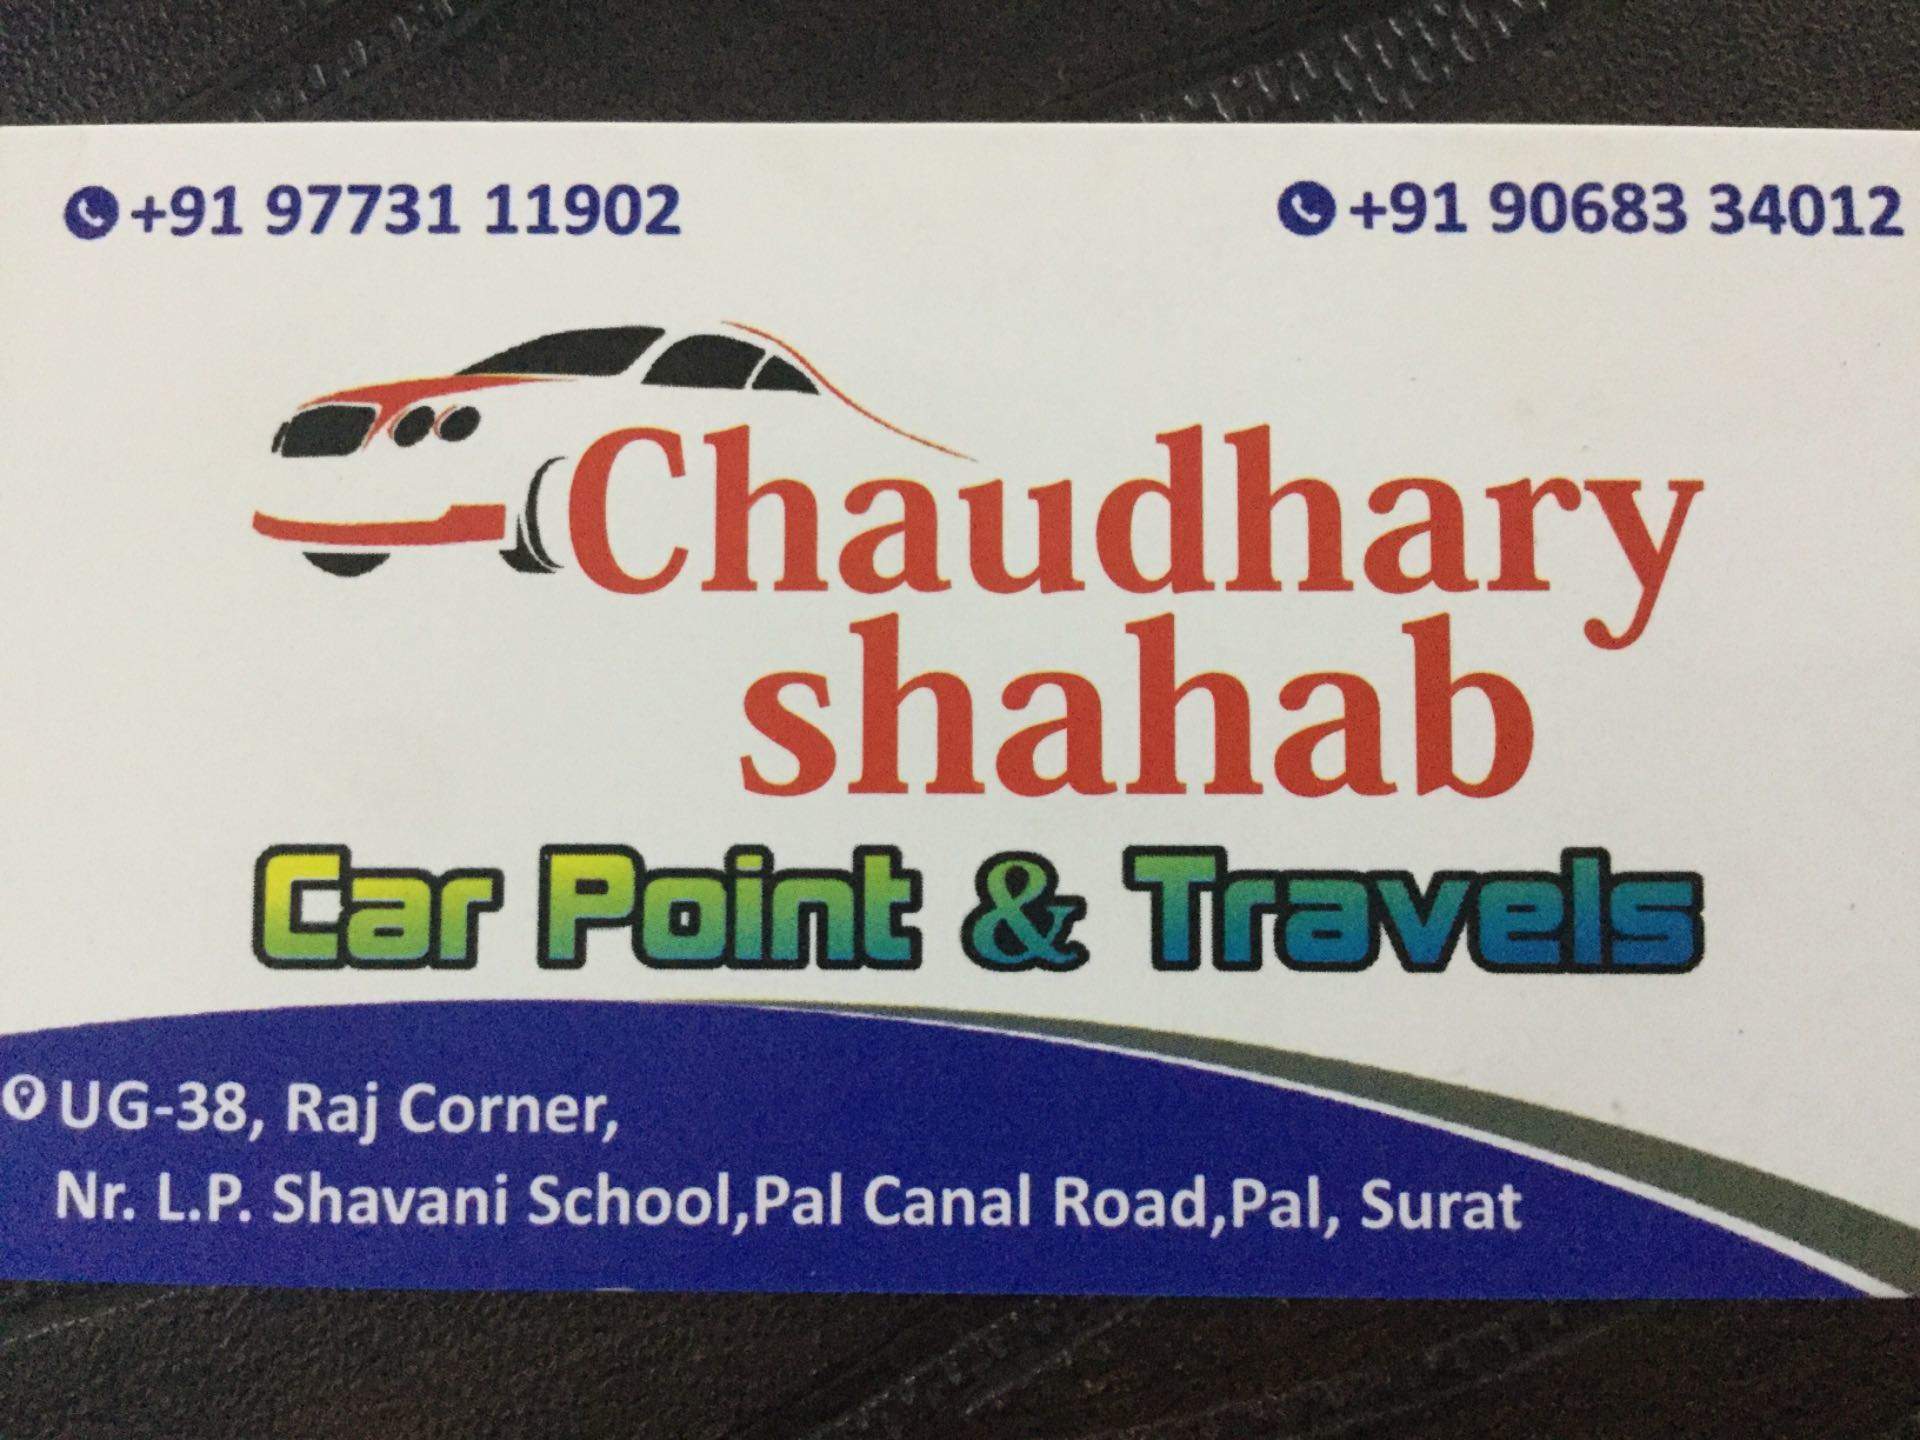 +91 97731 11902
+91 90683 34012
Chaudhary
shahab
Car Point & Travels
UG-38, Raj Corner,
Nr. L.P. Shavani School,Pal Canal Road,Pal, Surat